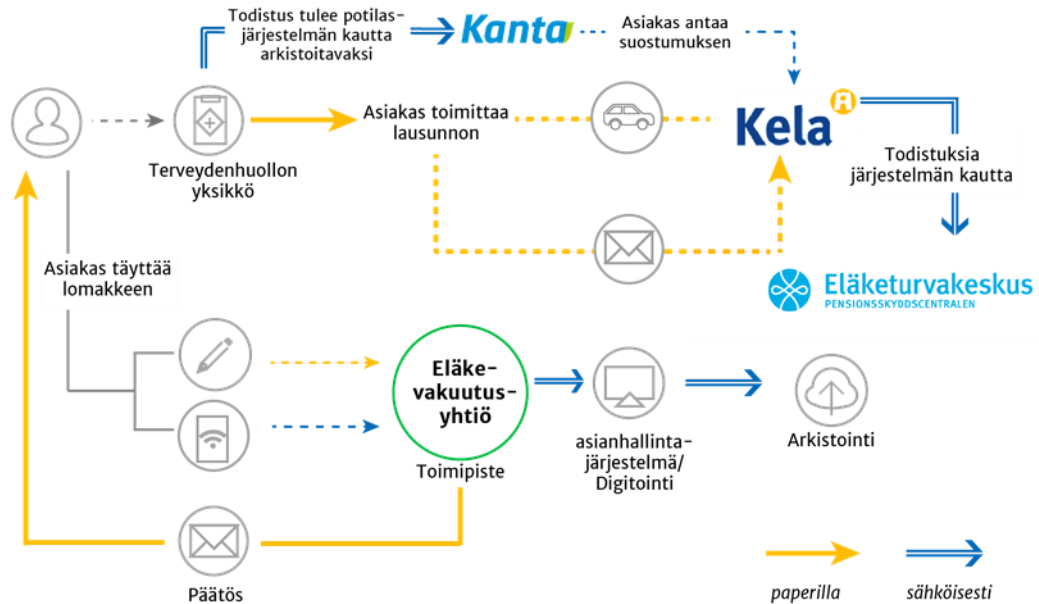 Todistus tulee potilas-
järjestelmän kautta
arkistoitavaksi
Kanta
Asiakas antaa
suostumuksen
Asiakas toimittaa
lausunnon
Kela
Terveydenhuollon
yksikkö
Todistuksia
järjestelmän kautta
Asiakas täyttää
lomakkeen
Eläketurvakeskus
PENSIONSSKYDDSCENTRALEN
Eläke-
vakuutus-
yhtiö
Toimipiste
asianhallinta-
järjestelmä/
Digitointi
Arkistointi
Päätös
paperilla
sähköisesti